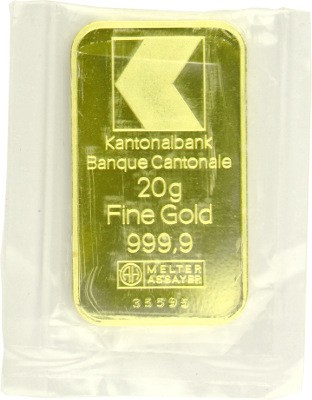 Kantonalbank
Banque Cantonale
20g
Fine Gold
999,9
MELTER
ASSAYER
35595